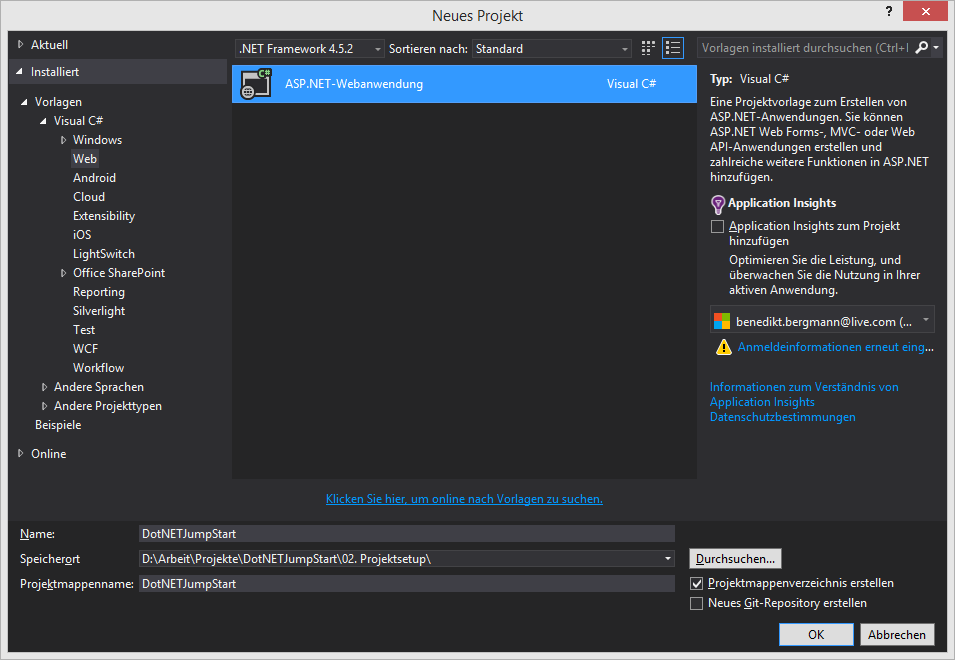 Neues Projekt
?
Aktuell
Installiert
Vorlagen
Visual C#
Windows
Web
Android
Cloud
Extensibility
iOS
LightSwitch
Office SharePoint
Reporting
Silverlight
Test
WCF
Workflow
Andere Sprachen
Andere Projekttypen
Beispiele
Online
.NET Framework 4.5.2
Sortieren nach:
Standard
C#
ASP.NET-Webanwendung
Visual C#
Klicken Sie hier, um online nach Vorlagen zu suchen.
Vorlagen installiert durchsuchen (Ctrl+
Typ: Visual C#
Eine Projektvorlage zum Erstellen von
ASP.NET-Anwendungen. Sie können
ASP.NET Web Forms-, MVC- oder Web
API-Anwendungen erstellen und
zahlreiche weitere Funktionen in ASP.NET
hinzufügen.
Application Insights
Application Insights zum Projekt
hinzufügen
Optimieren Sie die Leistung, und
überwachen Sie die Nutzung in Ihrer
aktiven Anwendung.
benedikt.bergmann@live.com (...
Anmeldeinformationen erneut eing...
Informationen zum Verständnis von
Application Insights
Datenschutzbestimmungen
Name:
DotNETJumpStart
Speicherort
D:\Arbeit\Projekte\DotNETJumpStart\02. Projektsetup\
Durchsuchen...
Projektmappenname:
DotNETJumpStart
Projektmappenverzeichnis erstellen
Neues Git-Repository erstellen
OK
Abbrechen